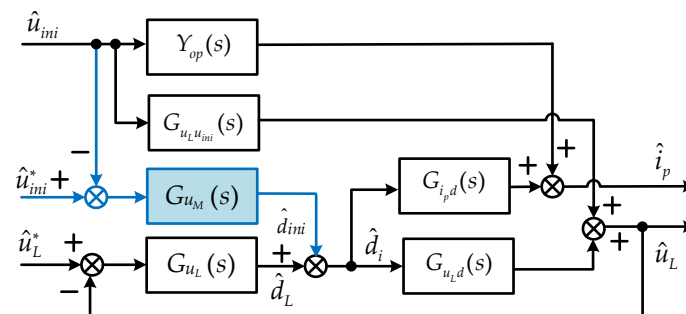 û_ini
Y_op(s)
G_{u_L u_ini}(s)
− + +
û*_ini +
G_{u_M}(s)
+ G_{i_p d}(s) î_p
d̂_ini
+
û*_L +
G_{u_L}(s) + d̂_i G_{u_L d}(s) +
− d̂_L û_L